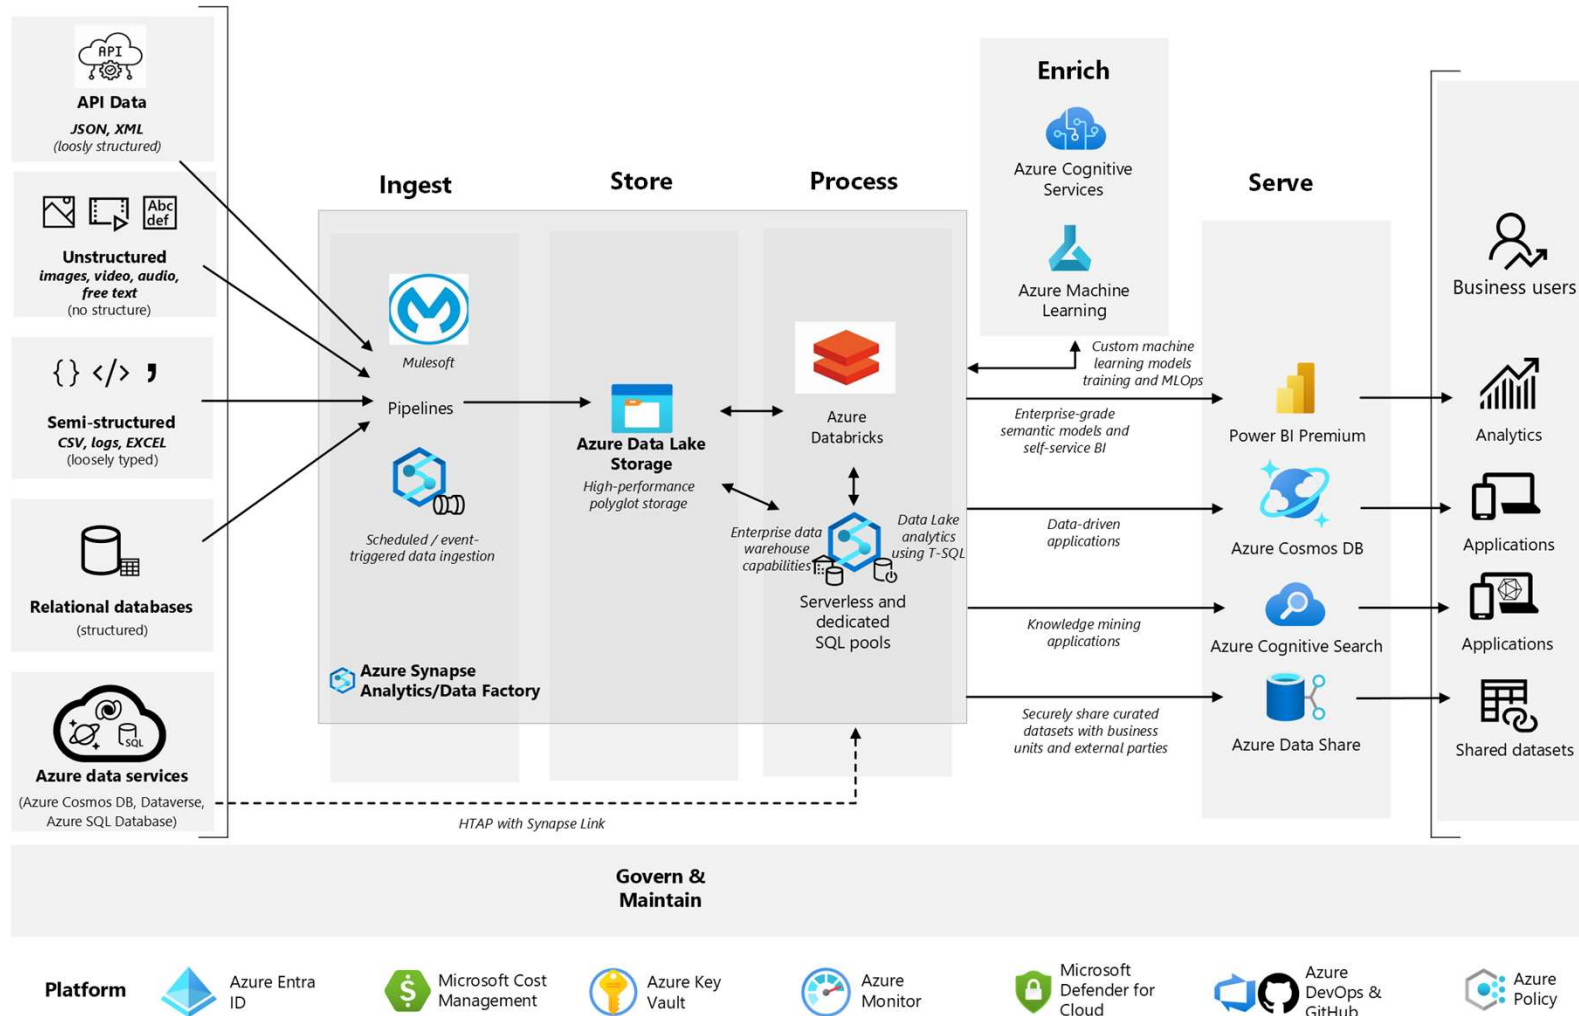 API
API Data
JSON, XML
(loosly structured)
Abc
def
Unstructured
images, video, audio,
free text
(no structure)
{ } </> ,
Semi-structured
CSV, logs, EXCEL
(loosely typed)
Relational databases
(structured)
SQL
Azure data services
(Azure Cosmos DB, Dataverse,
Azure SQL Database)
Ingest
Mulesoft
Pipelines
Scheduled / event-
triggered data ingestion
Azure Synapse
Analytics/Data Factory
HTAP with Synapse Link
Store
Azure Data Lake
Storage
High-performance
polyglot storage
Process
Azure
Databricks
Enterprise data
warehouse
capabilities
Data Lake
analytics
using T-SQL
Serverless and
dedicated
SQL pools
Enrich
Azure Cognitive
Services
Azure Machine
Learning
Custom machine
learning models
training and MLOps
Enterprise-grade
semantic models and
self-service BI
Data-driven
applications
Knowledge mining
applications
Securely share curated
datasets with business
units and external parties
Serve
Power BI Premium
Azure Cosmos DB
Azure Cognitive Search
Azure Data Share
Business users
Analytics
Applications
Applications
Shared datasets
Govern &
Maintain
Platform
Azure Entra
ID
$
Microsoft Cost
Management
Azure Key
Vault
Azure
Monitor
Microsoft
Defender for
Cloud
Azure
DevOps &
GitHub
Azure
Policy